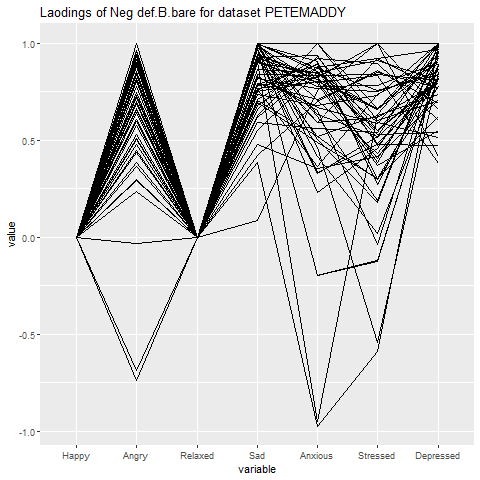 Laodings of Neg def.B.bare for dataset PETEMADDY
1.0
0.5
0.0
-0.5
-1.0
value
Happy Angry Relaxed Sad Anxious Stressed Depressed
variable